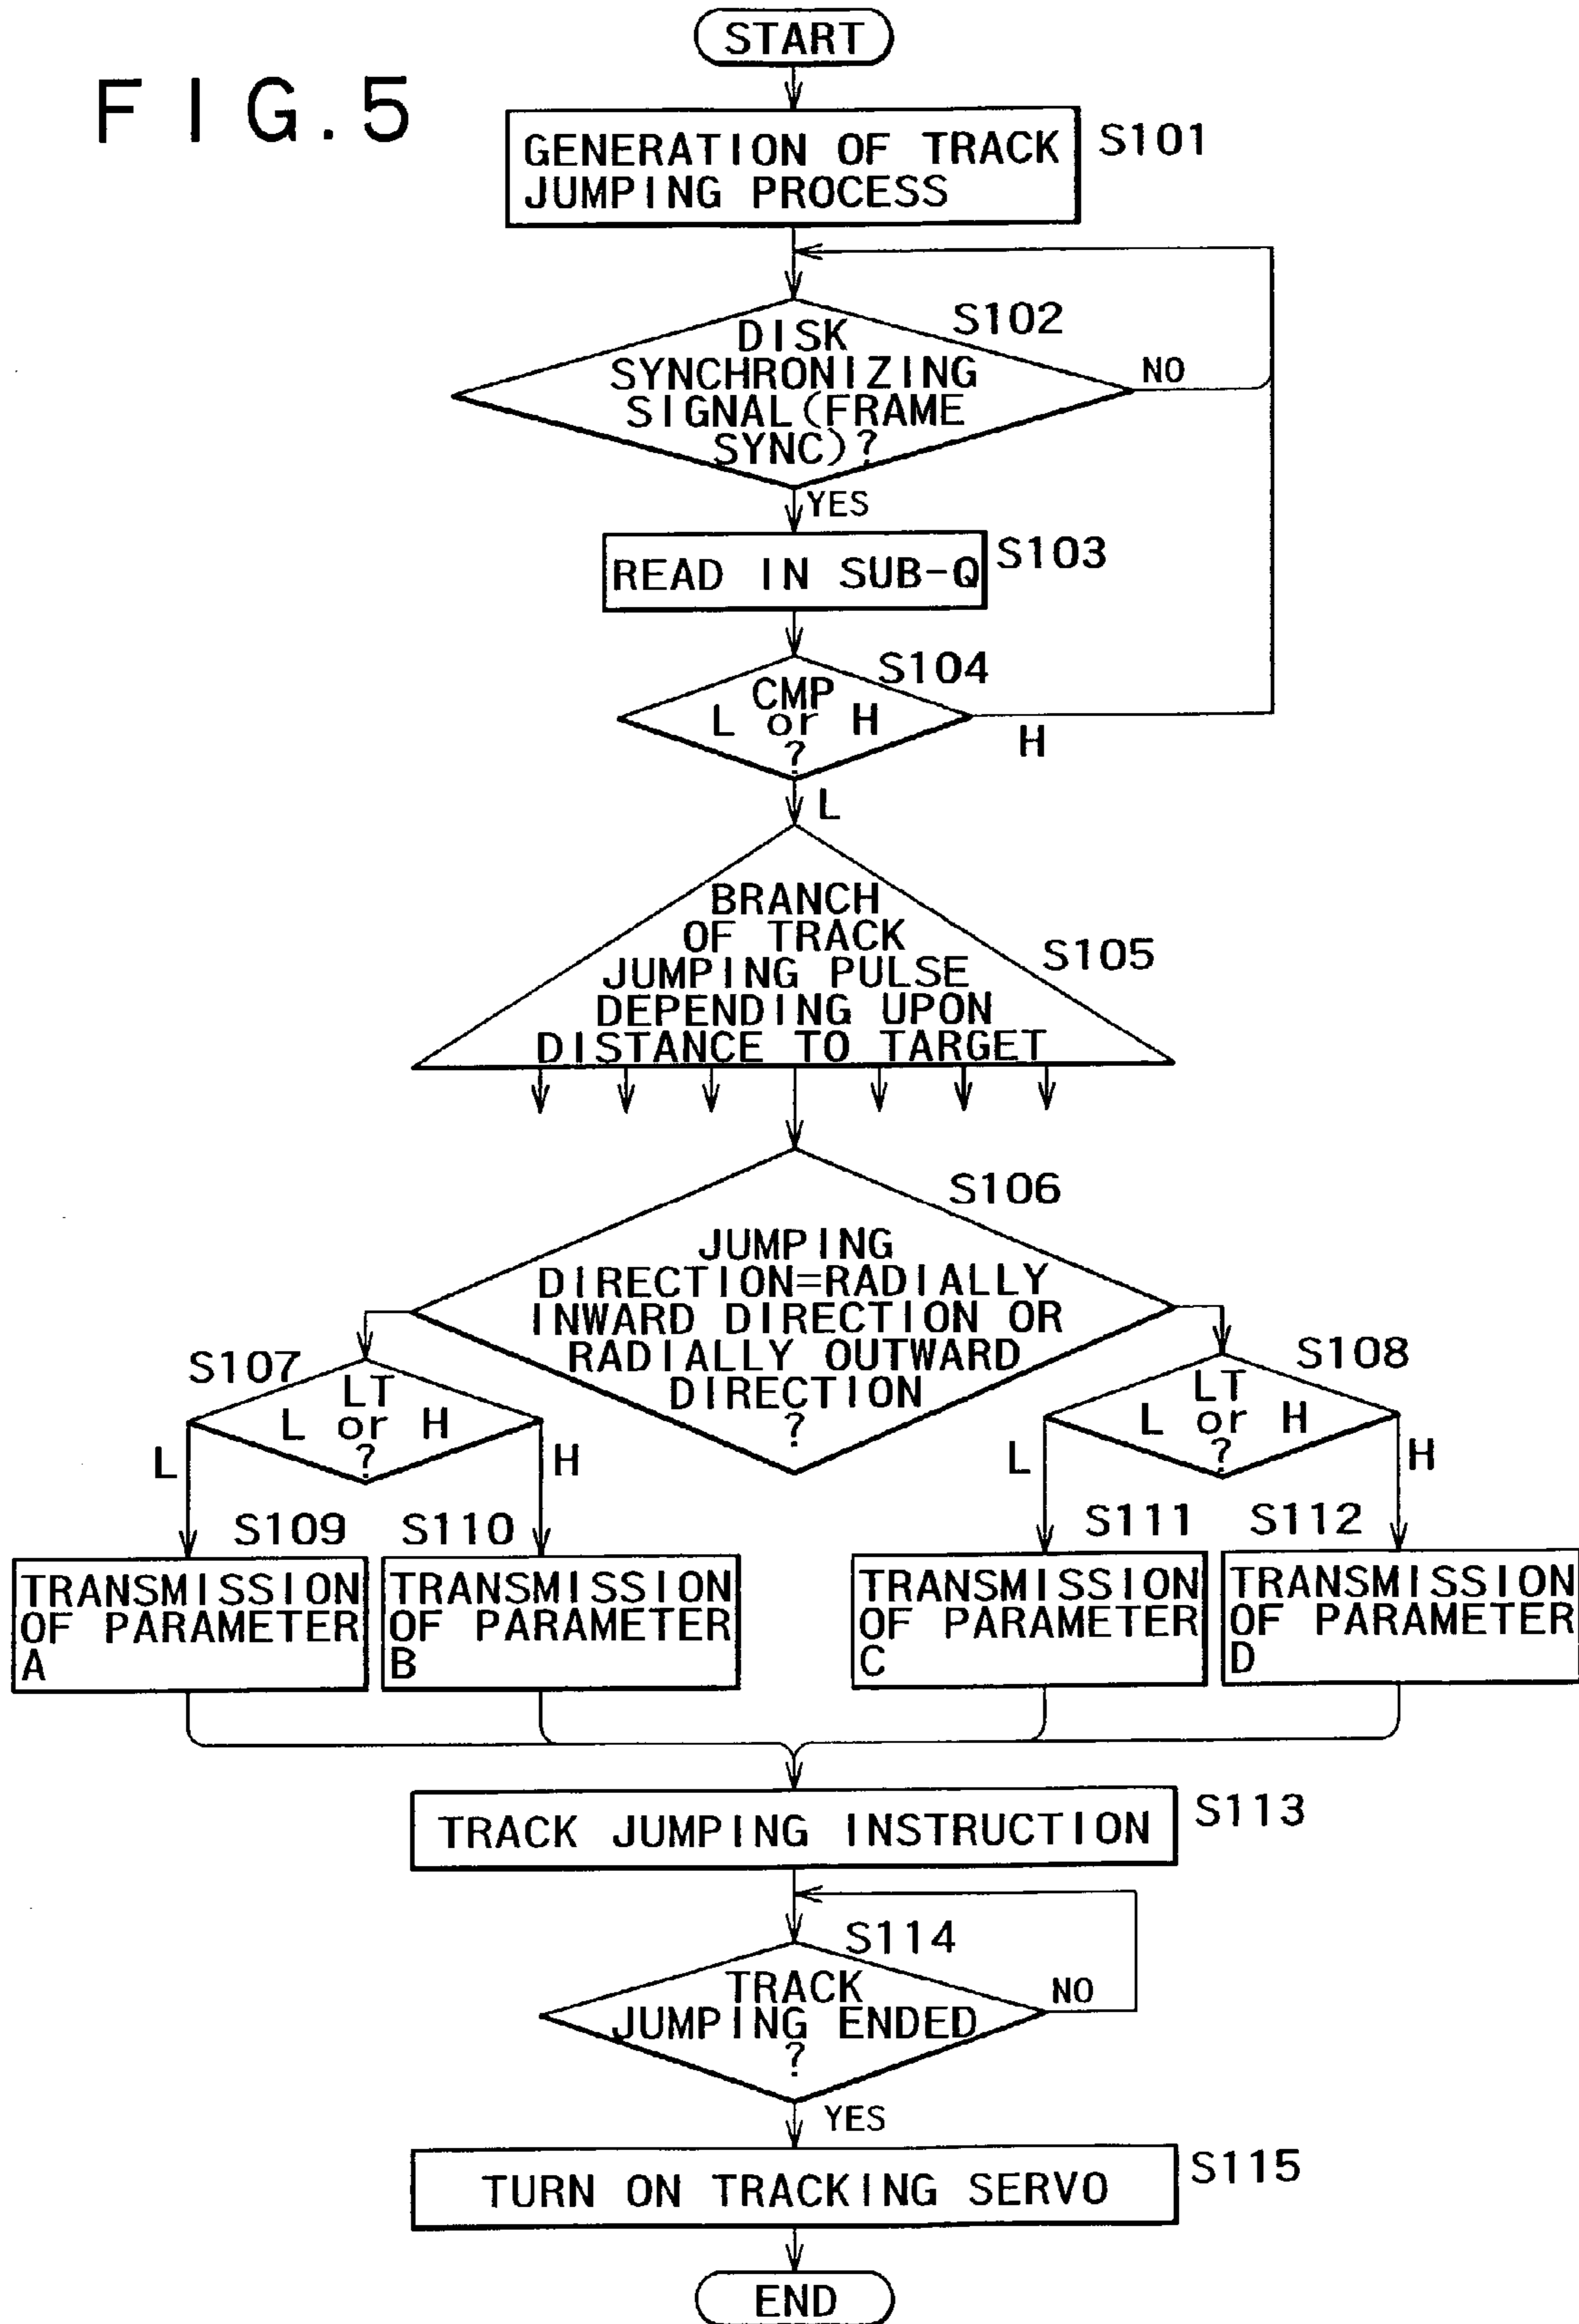 START
FIG.5
GENERATION OF TRACK
JUMPING PROCESS
S101
S102
DISK
SYNCHRONIZING
SIGNAL(FRAME
SYNC)?
NO
YES
READ IN SUB-Q
S103
S104
CMP
L or H
?
H
L
BRANCH
OF TRACK
JUMPING PULSE
DEPENDING UPON
DISTANCE TO TARGET
S105
S106
JUMPING
DIRECTION=RADIALLY
INWARD DIRECTION OR
RADIALLY OUTWARD
DIRECTION
?
S107
LT
L or H
?
L
H
S108
LT
L or H
?
L
H
S109
TRANSMISSION
OF PARAMETER
A
S110
TRANSMISSION
OF PARAMETER
B
S111
TRANSMISSION
OF PARAMETER
C
S112
TRANSMISSION
OF PARAMETER
D
TRACK JUMPING INSTRUCTION
S113
S114
TRACK
JUMPING ENDED
?
NO
YES
TURN ON TRACKING SERVO
S115
END